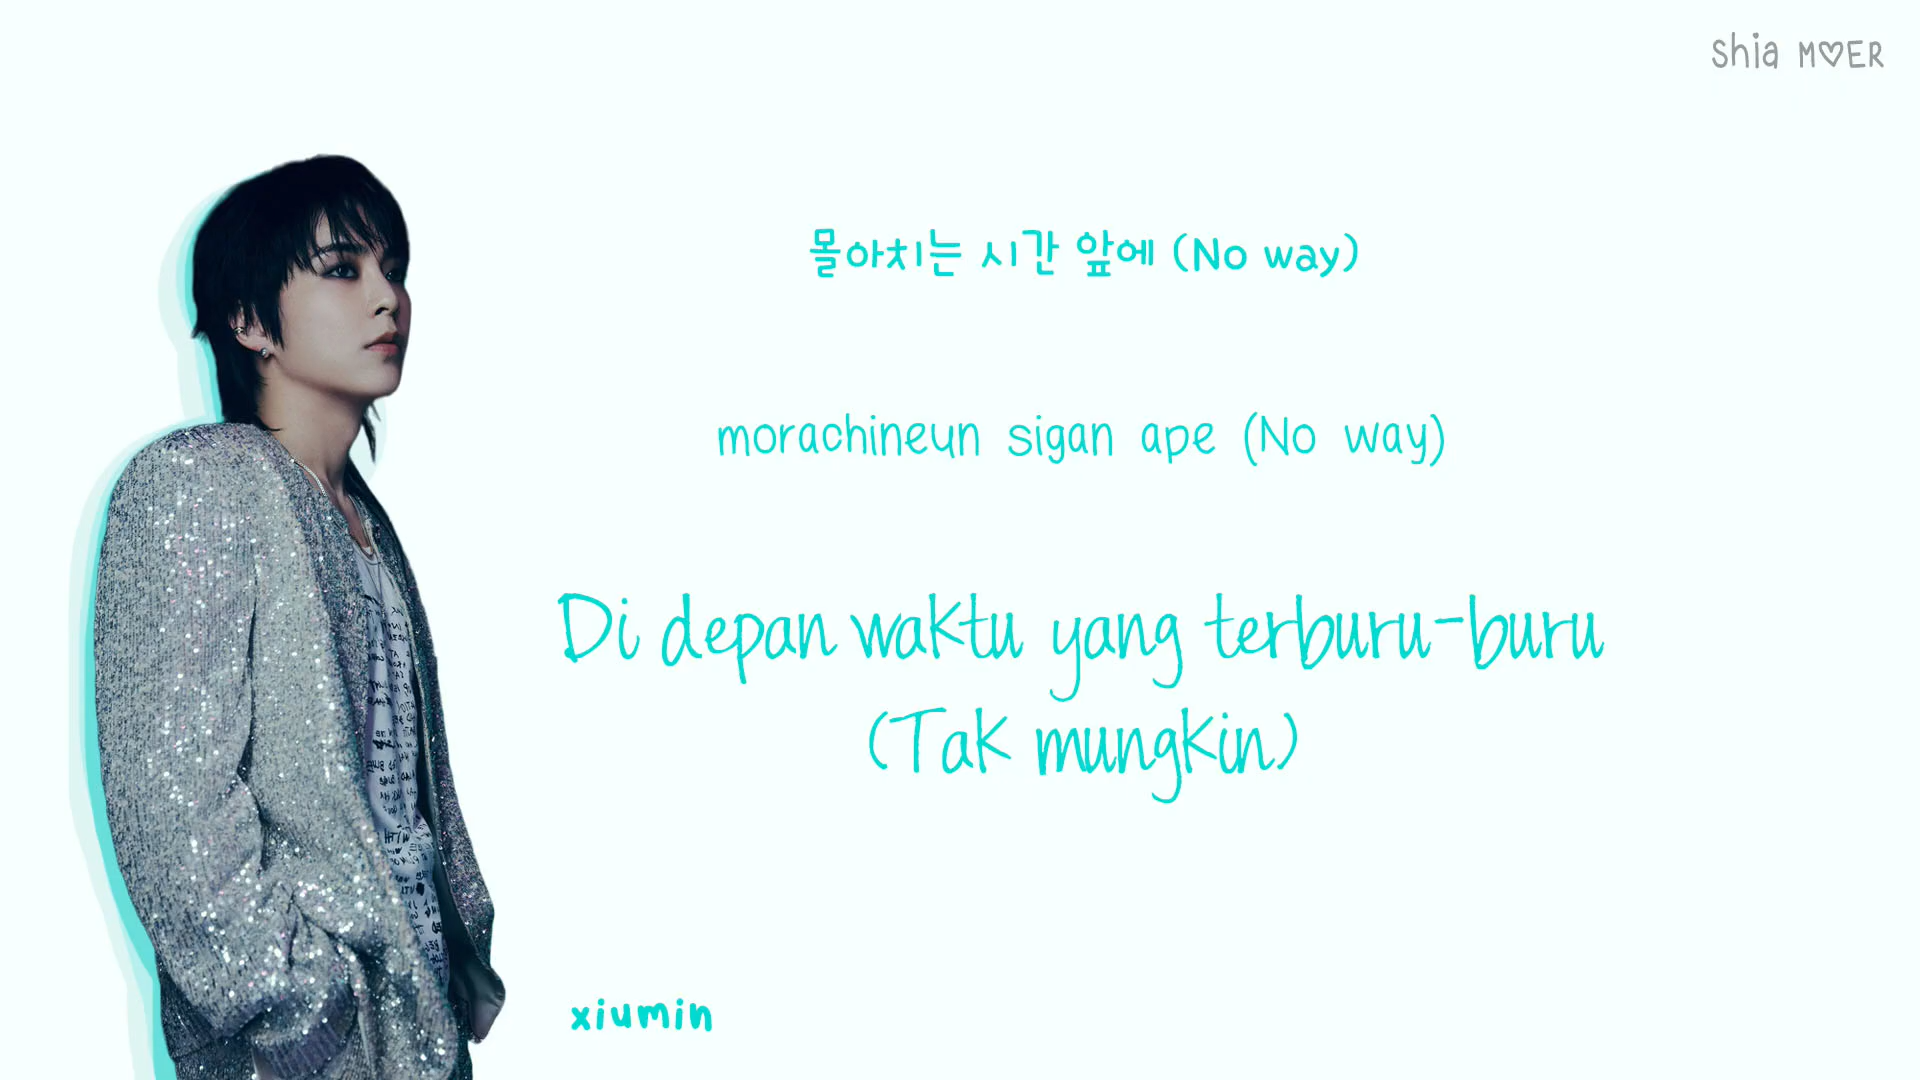 Shia M♡ER
몰아치는 시간 앞에 (No way)
morachineun sigan ape (No way)
Di depan waktu yang terburu-buru
(Tak mungkin)
xiumin